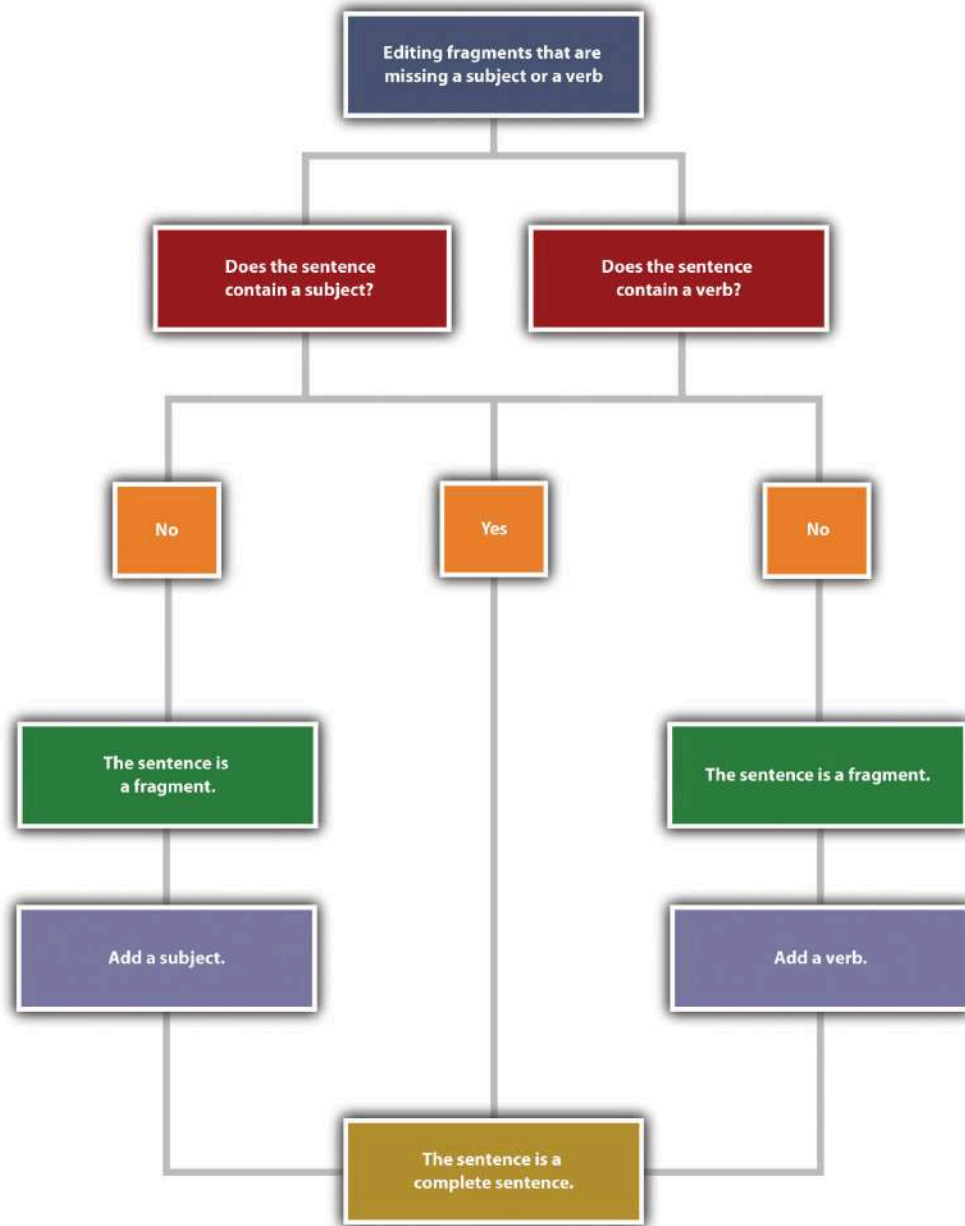 Editing fragments that are
missing a subject or a verb
Does the sentence
contain a subject?
Does the sentence
contain a verb?
No
Yes
No
The sentence is
a fragment.
The sentence is a fragment.
Add a subject.
Add a verb.
The sentence is a
complete sentence.